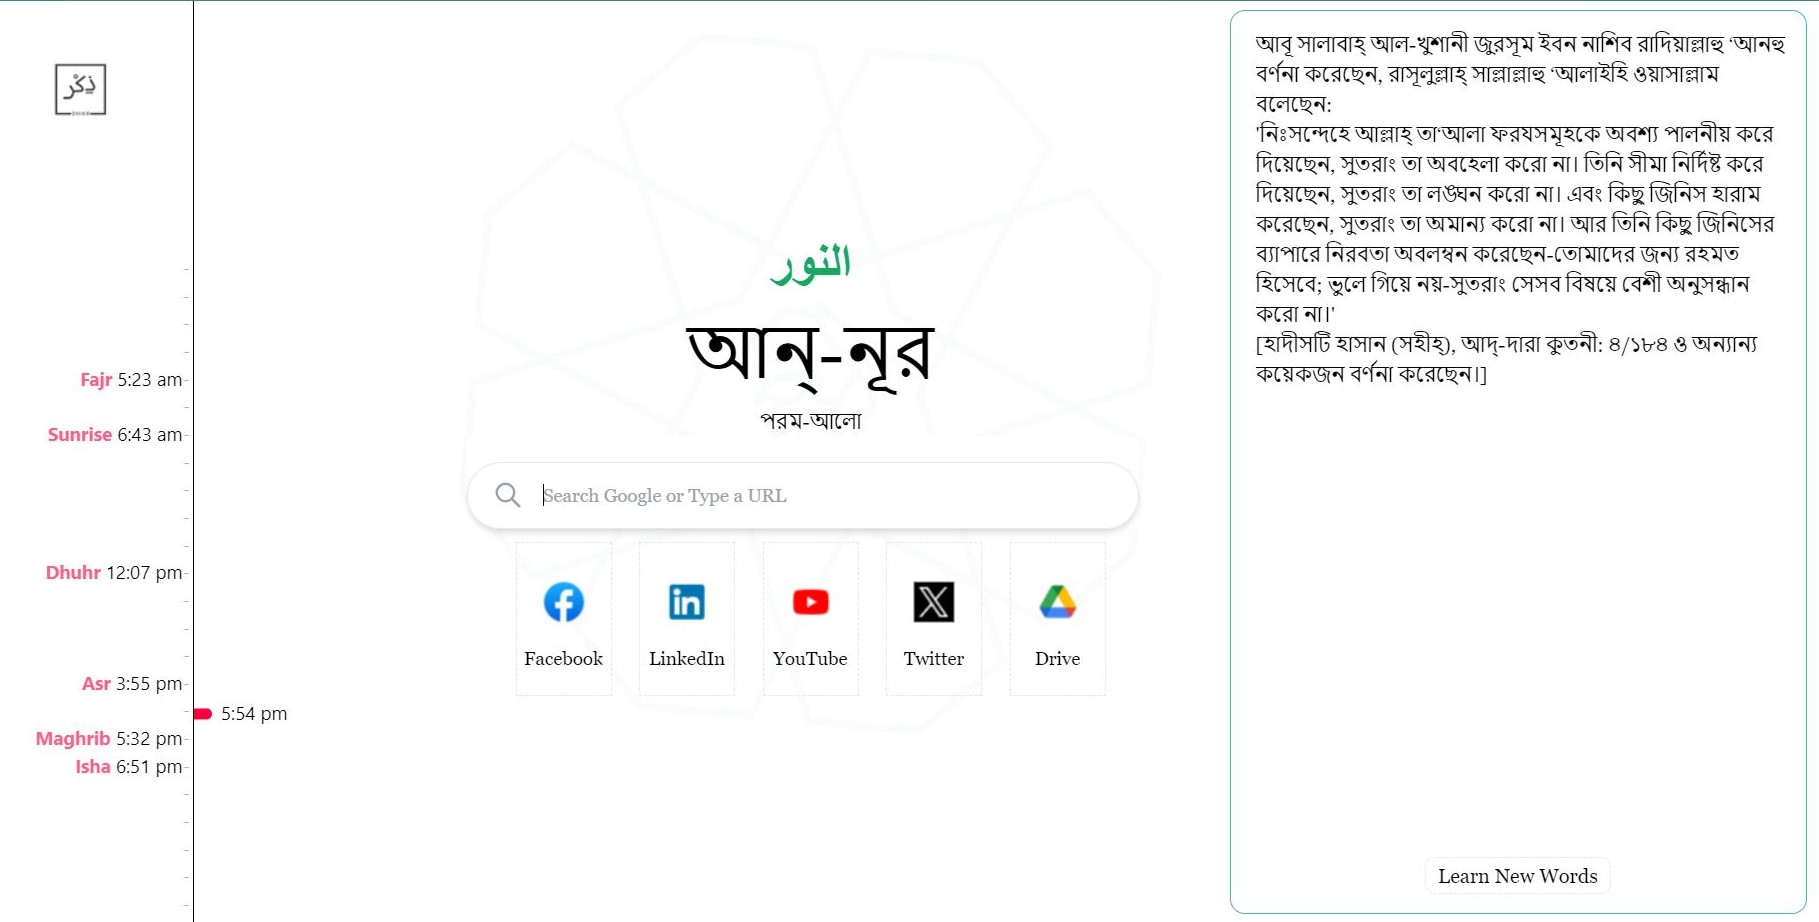 ذِكْر
DHIKR
Fajr 5:23 am
Sunrise 6:43 am
Dhuhr 12:07 pm
Asr 3:55 pm
5:54 pm
Maghrib 5:32 pm
Isha 6:51 pm
النور
আন্-নূর
পরম-আলো
Search Google or Type a URL
Facebook
LinkedIn
YouTube
Twitter
Drive
আবূ সালাবাহ্ আল-খুশানী জুরসূম ইবন নাশিব রাদিয়াল্লাহু ‘আনহু
বর্ণনা করেছেন, রাসূলুল্লাহ্ সাল্লাল্লাহু ‘আলাইহি ওয়াসাল্লাম
বলেছেন:
'নিঃসন্দেহে আল্লাহ্ তা‘আলা ফরযসমূহকে অবশ্য পালনীয় করে
দিয়েছেন, সুতরাং তা অবহেলা করো না। তিনি সীমা নির্দিষ্ট করে
দিয়েছেন, সুতরাং তা লঙ্ঘন করো না। এবং কিছু জিনিস হারাম
করেছেন, সুতরাং তা অমান্য করো না। আর তিনি কিছু জিনিসের
ব্যাপারে নিরবতা অবলম্বন করেছেন-তোমাদের জন্য রহমত
হিসেবে; ভুলে গিয়ে নয়-সুতরাং সেসব বিষয়ে বেশী অনুসন্ধান
করো না।'
[হাদীসটি হাসান (সহীহ্), আদ্-দারা কুতনী: ৪/১৮৪ ও অন্যান্য
কয়েকজন বর্ণনা করেছেন।]
Learn New Words